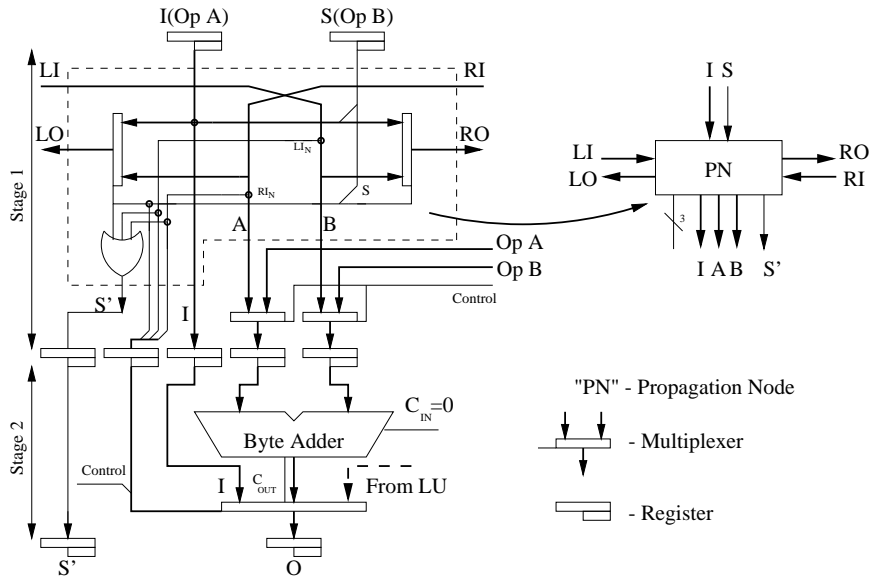 I(Op A) S(Op B)
LI RI
I S
LO RO
LI_N
LI PN RO
LO RI
RI_N S
Stage 1
A B
3
I A B S'
Op A
Op B
Control
S' I
Stage 2
C_IN=0
Byte Adder
Control
I C_OUT From LU
S' O
"PN" - Propagation Node
- Multiplexer
- Register